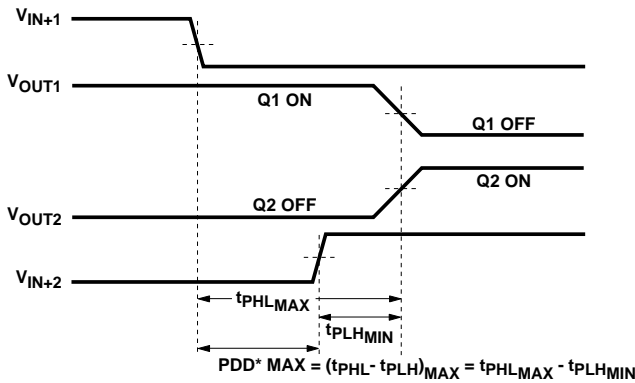 VIN+1
VOUT1
Q1 ON
Q1 OFF
Q2 ON
Q2 OFF
VOUT2
VIN+2
tPHLMAX
tPLHMIN
PDD* MAX = (tPHL- tPLH)MAX = tPHLMAX - tPLHMIN